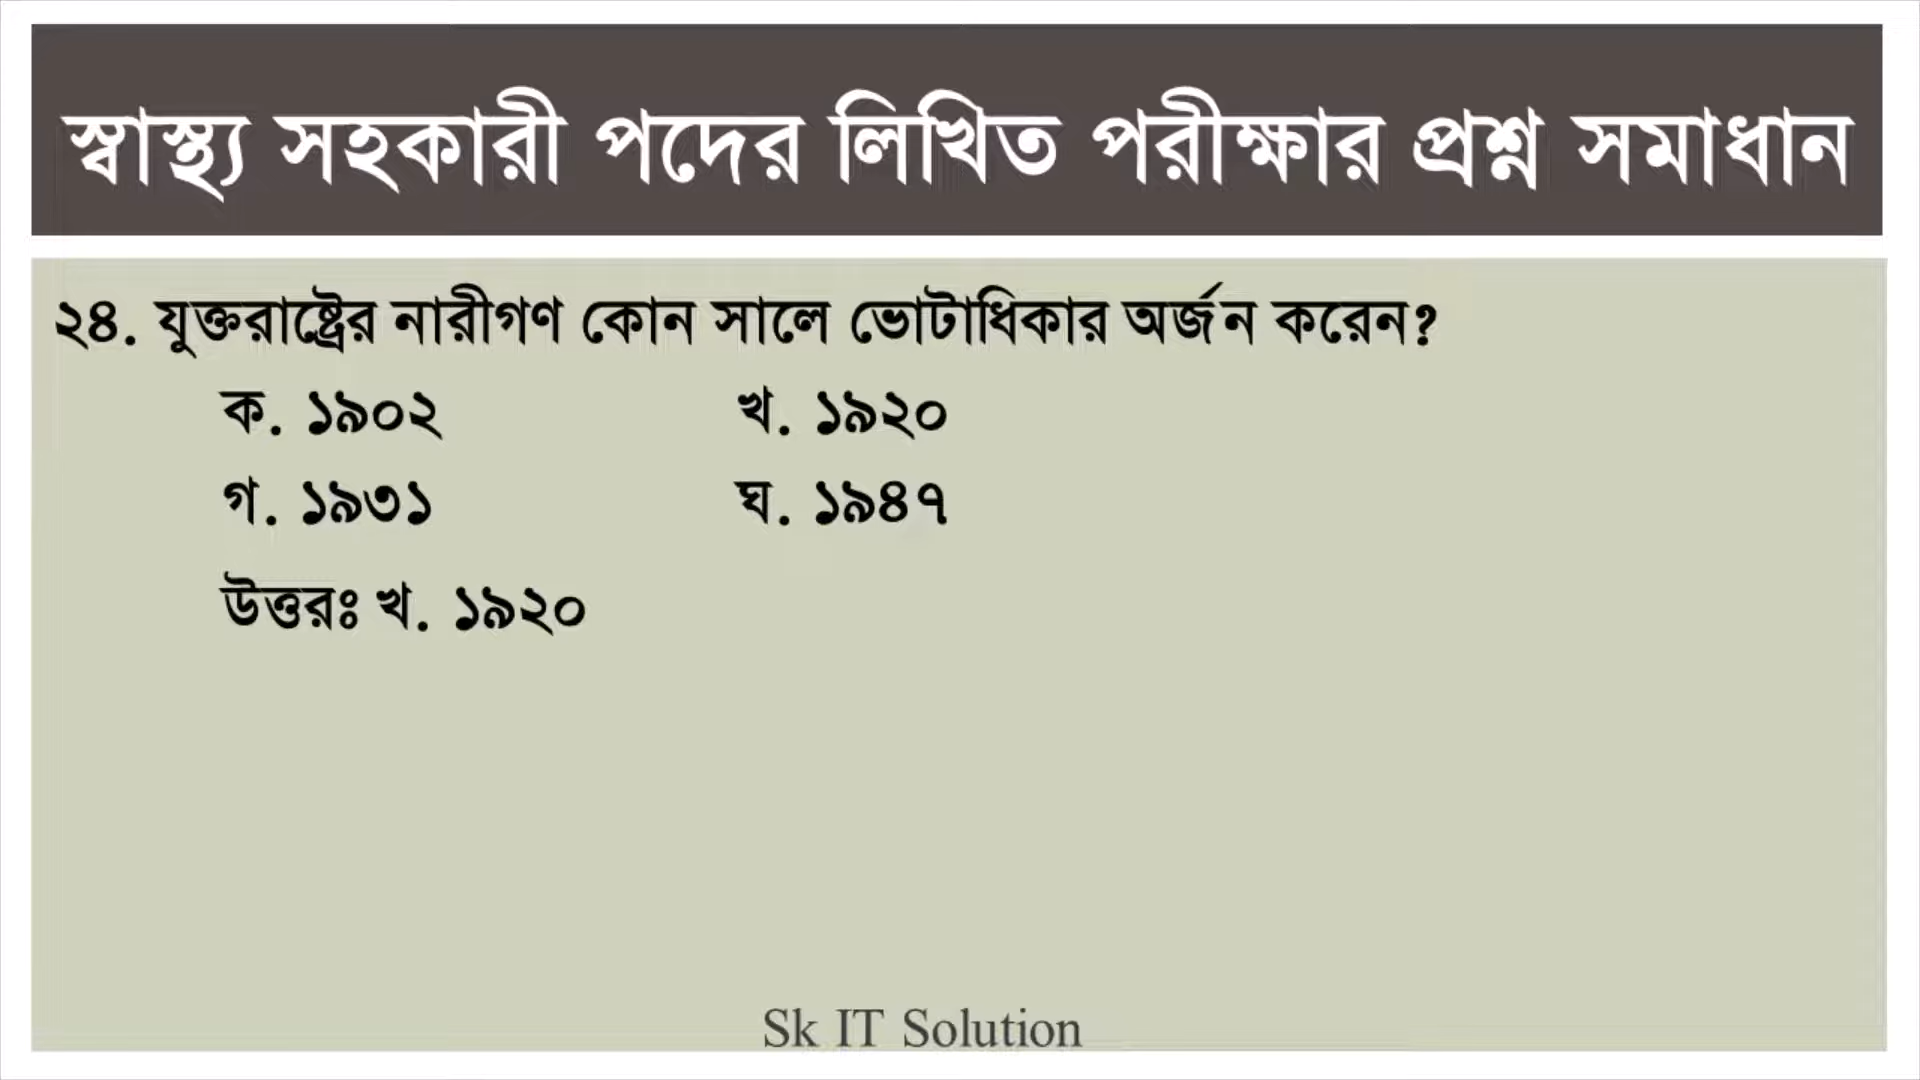 স্বাস্থ্য সহকারী পদের লিখিত পরীক্ষার প্রশ্ন সমাধান
২৪. যুক্তরাষ্ট্রের নারীগণ কোন সালে ভোটাধিকার অর্জন করেন?
ক. ১৯০২ খ. ১৯২০
গ. ১৯৩১ ঘ. ১৯৪৭
উত্তরঃ খ. ১৯২০
Sk IT Solution